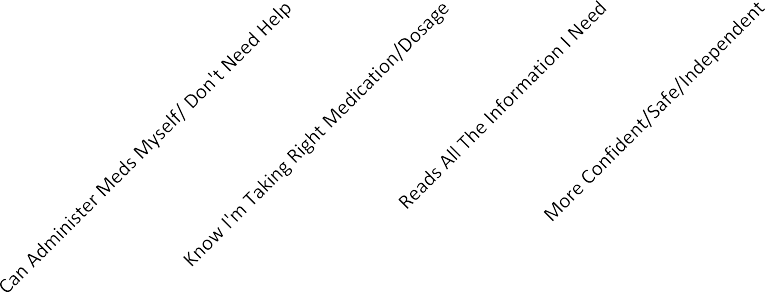 Can Administer Meds Myself/ Don't Need Help
Know I'm Taking Right Medication/Dosage
Reads All The Information I Need
More Confident/Safe/Independent